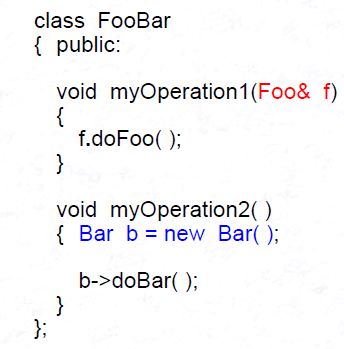 class FooBar
{ public:
void myOperation1(Foo& f)
{
f.doFoo( );
}
void myOperation2( )
{ Bar b = new Bar( );
b->doBar( );
}
};